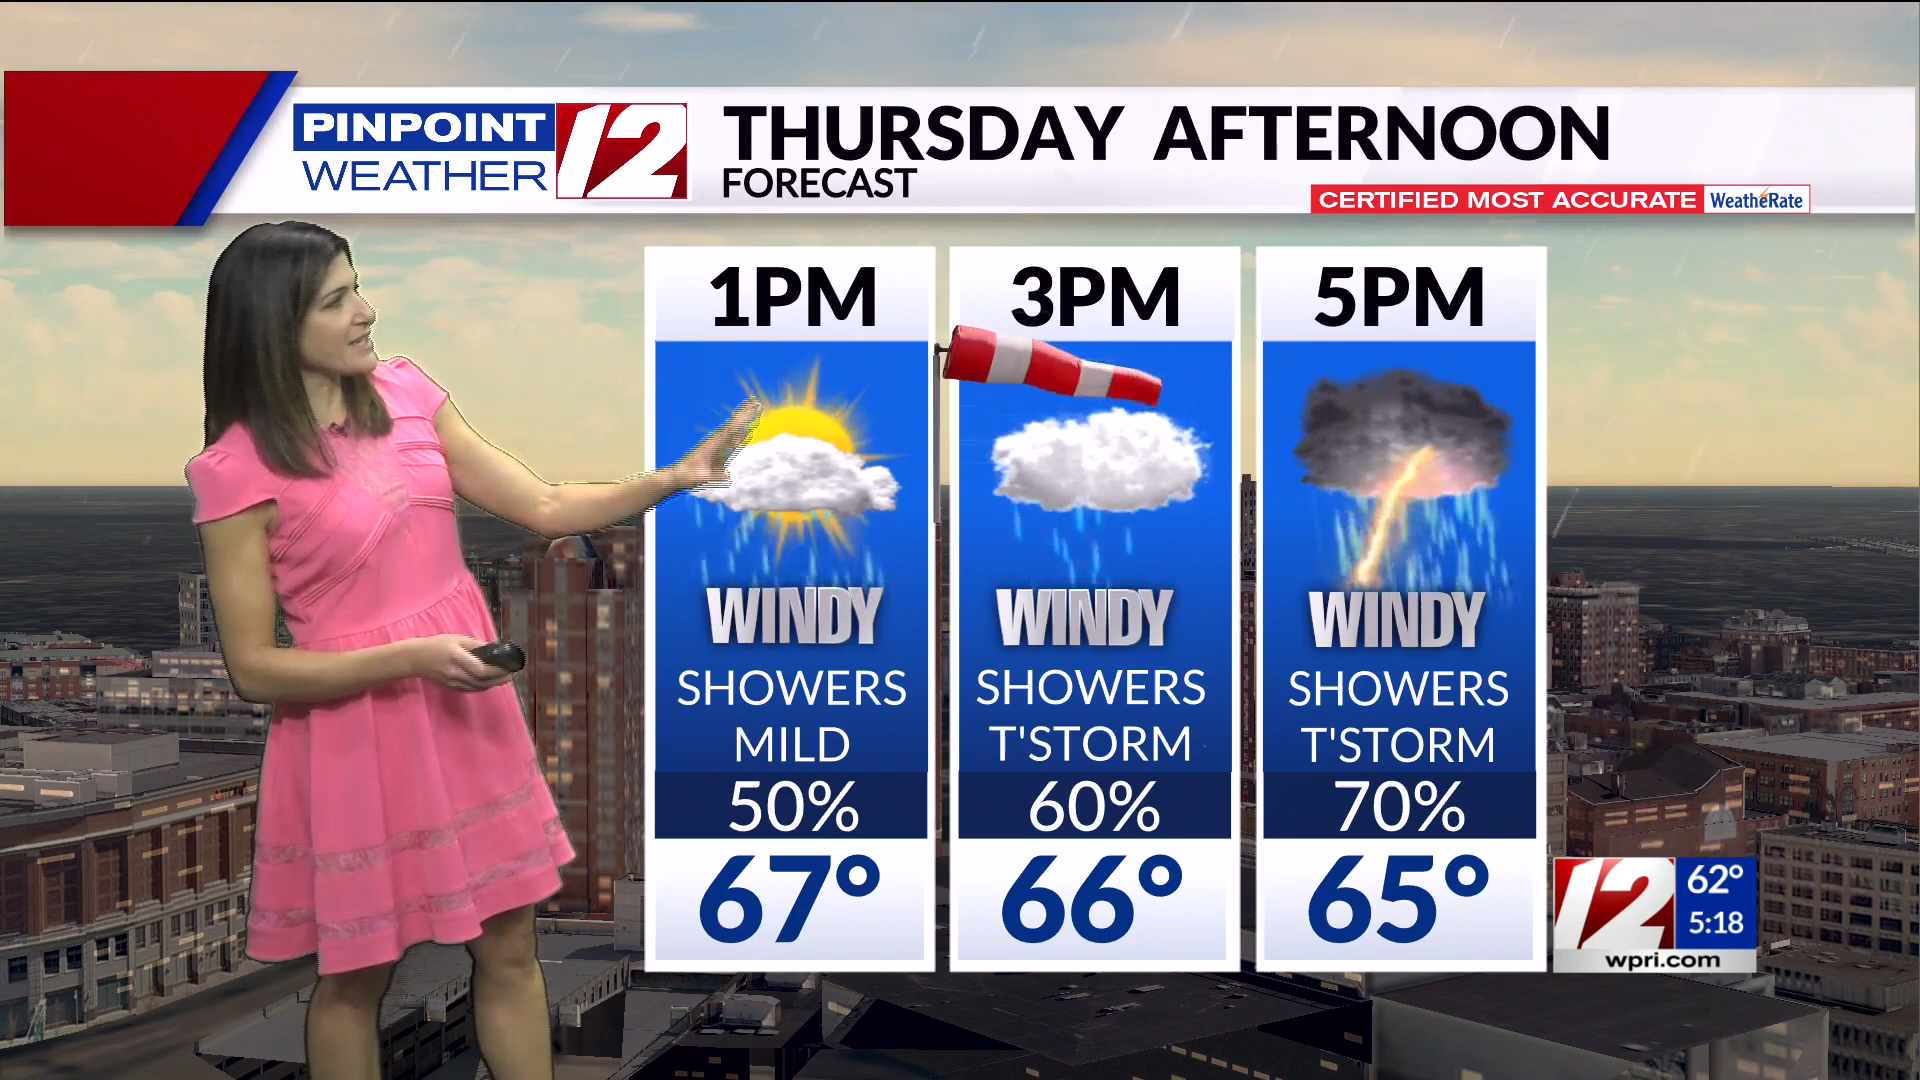 PINPOINT
WEATHER
12
THURSDAY AFTERNOON
FORECAST
CERTIFIED MOST ACCURATE WeatheRate
1PM
WINDY
SHOWERS
MILD
50%
67°
3PM
WINDY
SHOWERS
T'STORM
60%
66°
5PM
WINDY
SHOWERS
T'STORM
70%
65°
12
62°
5:18
wpri.com